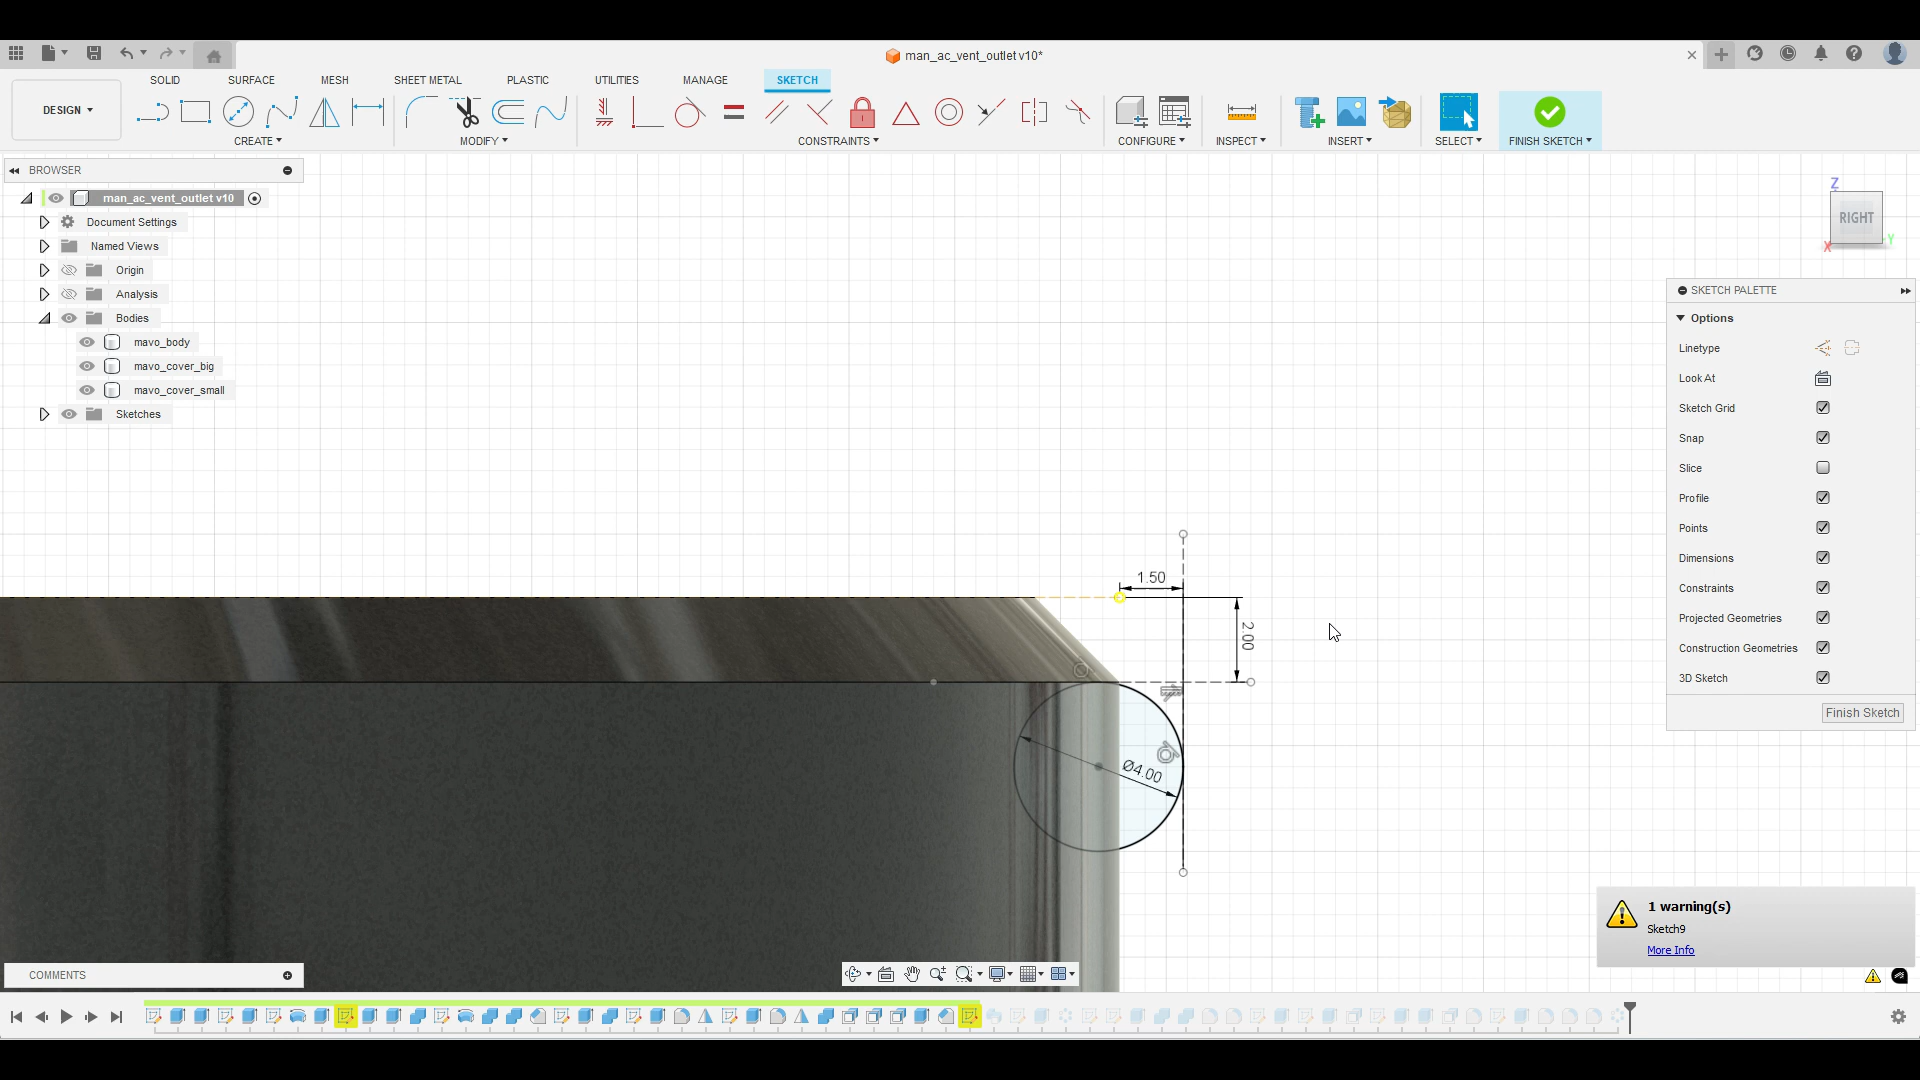 man_ac_vent_outlet v10*
SOLID SURFACE MESH SHEET METAL PLASTIC UTILITIES MANAGE SKETCH
DESIGN
CREATE MODIFY CONSTRAINTS CONFIGURE INSPECT INSERT SELECT FINISH SKETCH
BROWSER
man_ac_vent_outlet v10
Document Settings
Named Views
Origin
Analysis
Bodies
mavo_body
mavo_cover_big
mavo_cover_small
Sketches
Z
RIGHT
X
Y
SKETCH PALETTE
Options
Linetype
Look At
Sketch Grid
Snap
Slice
Profile
Points
Dimensions
Constraints
Projected Geometries
Construction Geometries
3D Sketch
Finish Sketch
1.50
2.00
Ø4.00
1 warning(s)
Sketch9
More Info
COMMENTS